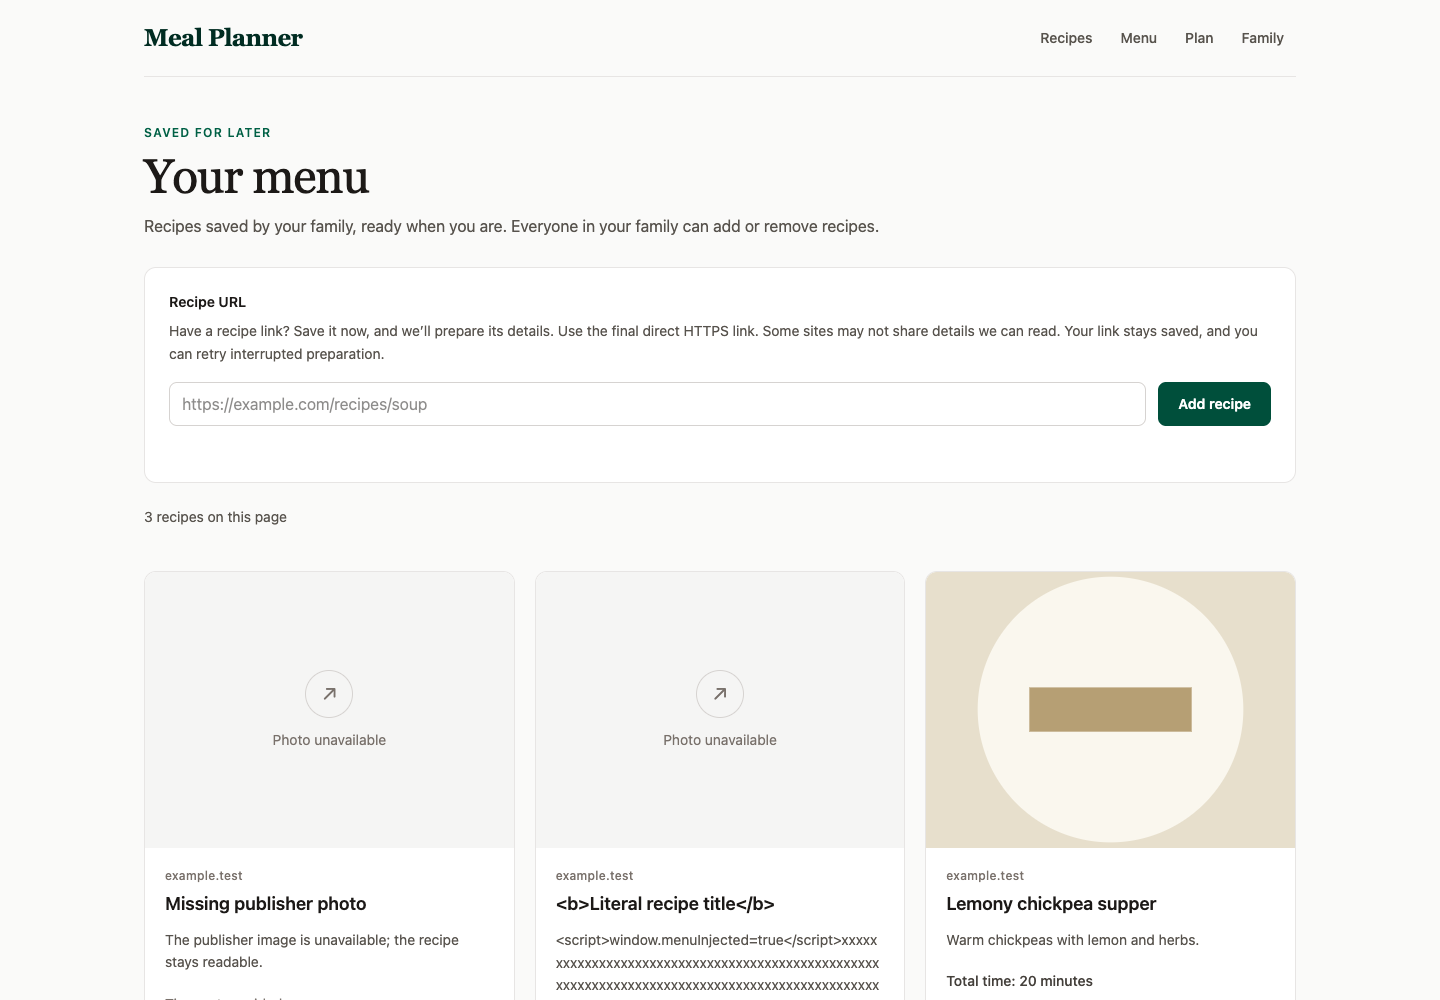 Meal Planner
Recipes
Menu
Plan
Family
SAVED FOR LATER
Your menu
Recipes saved by your family, ready when you are. Everyone in your family can add or remove recipes.
Recipe URL
Have a recipe link? Save it now, and we’ll prepare its details. Use the final direct HTTPS link. Some sites may not share details we can read. Your link stays saved, and you
can retry interrupted preparation.
https://example.com/recipes/soup
Add recipe
3 recipes on this page
Photo unavailable
example.test
Missing publisher photo
The publisher image is unavailable; the recipe
stays readable.
Photo unavailable
example.test
<b>Literal recipe title</b>
<script>window.menuInjected=true</script>xxxxx
xxxxxxxxxxxxxxxxxxxxxxxxxxxxxxxxxxxxxxxxxxxxx
xxxxxxxxxxxxxxxxxxxxxxxxxxxxxxxxxxxxxxxxxxxxx
example.test
Lemony chickpea supper
Warm chickpeas with lemon and herbs.
Total time: 20 minutes